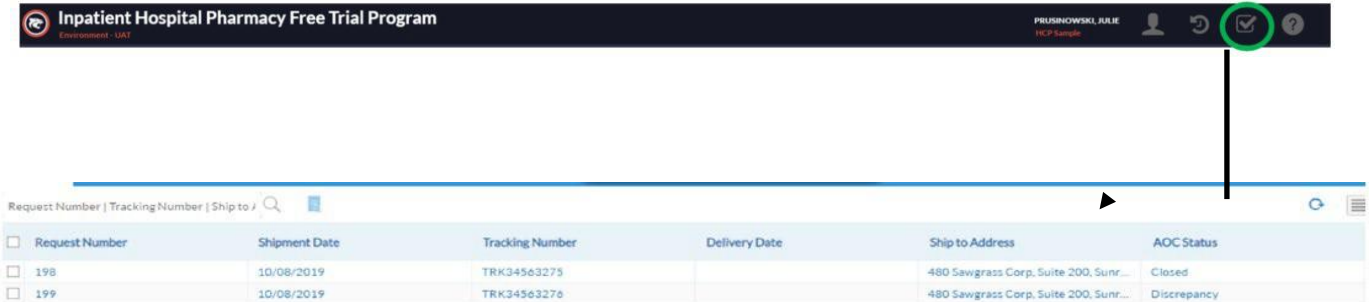 Inpatient Hospital Pharmacy Free Trial Program
Environment - UAT
PRUSINOWSKI, JULIE
HCP Sample
Request Number | Tracking Number | Ship to
Request Number Shipment Date Tracking Number Delivery Date Ship to Address AOC Status
198 10/08/2019 TRK34563275 480 Sawgrass Corp, Suite 200, Sunr... Closed
199 10/08/2019 TRK34563276 480 Sawgrass Corp, Suite 200, Sunr... Discrepancy